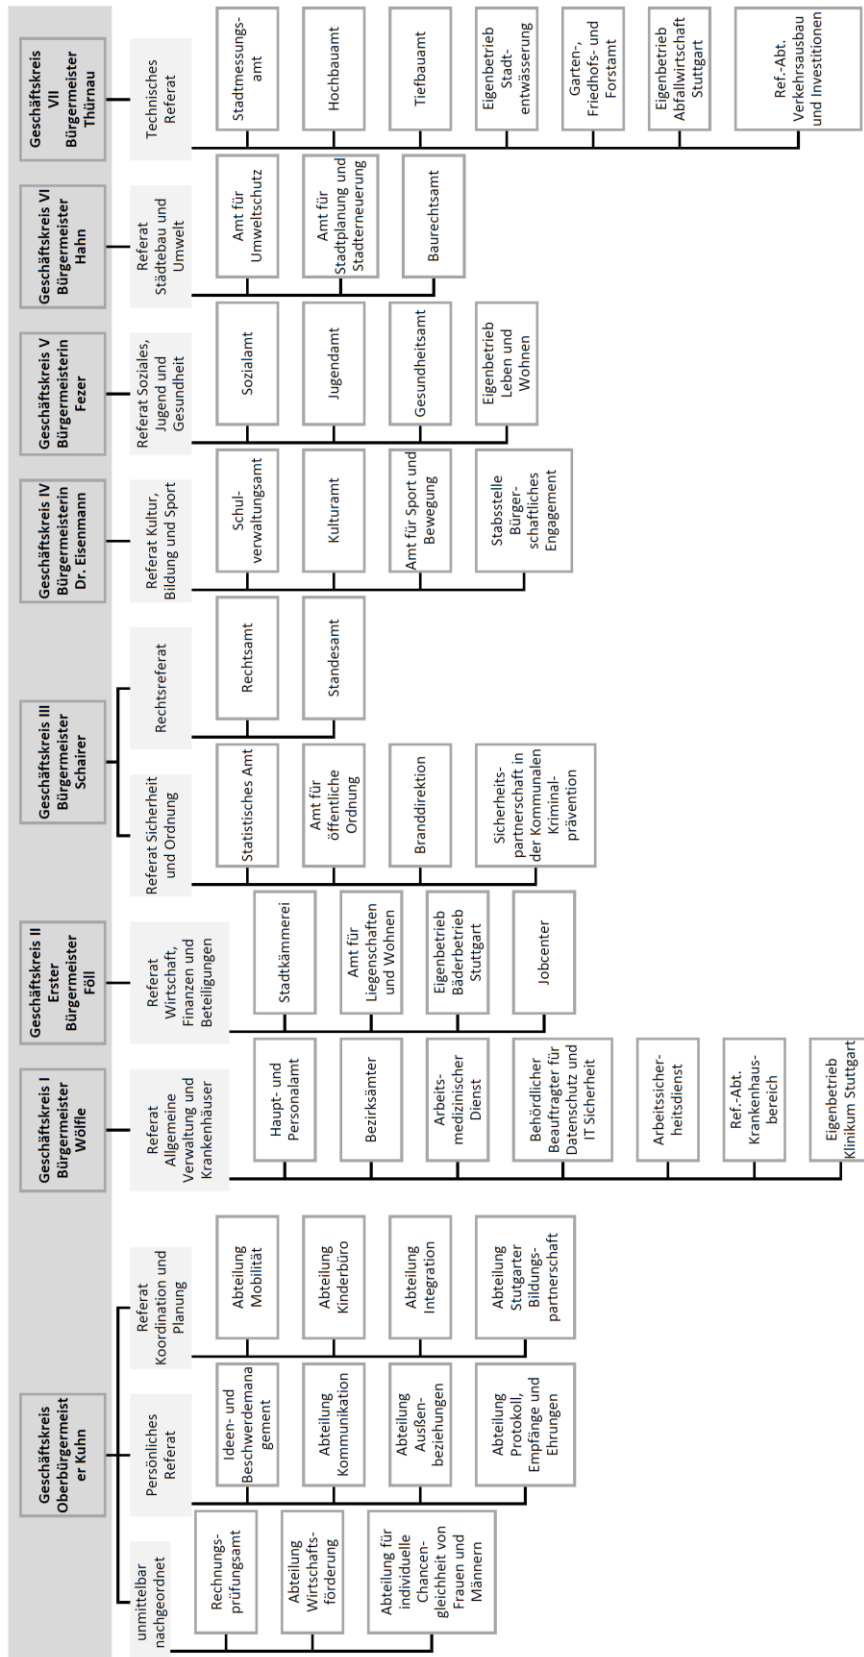 Geschäftskreis
Oberbürgermeist
er Kuhn
unmittelbar
nachgeordnet
Rechnungs-
prüfungsamt
Abteilung
Wirtschafts-
förderung
Abteilung für
individuelle
Chancen-
gleichheit von
Frauen und
Männern
Persönliches
Referat
Ideen- und
Beschwerdemana
gement
Abteilung
Kommunikation
Abteilung
Ausßen-
beziehungen
Abteilung
Protokoll,
Empfänge und
Ehrungen
Referat
Koordination und
Planung
Abteilung
Mobilität
Abteilung
Kinderbüro
Abteilung
Integration
Abteilung
Stutgarter
Bildungs-
partnerschaft
Geschäftskreis I
Bürgermeister
Wölfle
Referat
Allgemeine
Verwaltung und
Krankenhäuser
Haupt- und
Personalamt
Bezirksämter
Arbeits-
medizinischer
Dienst
Behördlicher
Beauftragter für
Datenschutz und
IT Sicherheit
Arbeitssicher-
heitsdienst
Ref.-Abt.
Krankenhaus-
bereich
Eigenbetrieb
Klinikum Stuttgart
Geschäftskreis II
Erster
Bürgermeister
Föll
Referat
Wirtschaft,
Finanzen und
Beteiligungen
Stadtkämmerei
Amt für
Liegenschaften
und Wohnen
Eigenbetrieb
Bäderbetrieb
Stuttgart
Jobcenter
Geschäftskreis III
Bürgermeister
Schairer
Referat Sicherheit
und Ordnung
Statistisches Amt
Amt für
öffentliche
Ordnung
Branddirektion
Sicherheits-
partnerschaft in
der Kommunalen
Kriminal-
prävention
Rechtsreferat
Rechtsamt
Standesamt
Geschäftskreis IV
Bürgermeisterin
Dr. Eisenmann
Referat Kultur,
Bildung und Sport
Schul-
verwaltungsamt
Kulturamt
Amt für Sport und
Bewegung
Stabsstelle
Bürger-
schaftliches
Engagement
Geschäftskreis V
Bürgermeisterin
Fezer
Referat Soziales,
Jugend und
Gesundheit
Sozialamt
Jugendamt
Gesundheitsamt
Eigenbetrieb
Leben und
Wohnen
Geschäftskreis VI
Bürgermeister
Hahn
Referat
Städtebau und
Umwelt
Amt für
Umweltschutz
Amt für
Stadtplanung und
Stadterneuerung
Baurechtsamt
Geschäftskreis
VII
Bürgermeister
Thürnau
Technisches
Referat
Stadtmessungs-
amt
Hochbauamt
Tiefbauamt
Eigenbetrieb
Stadt-
entwässerung
Garten-,
Friedhofs- und
Forstamt
Eigenbetrieb
Abfallwirtschaft
Stuttgart
Ref.-Abt.
Verkehrsausbau
und Investitionen